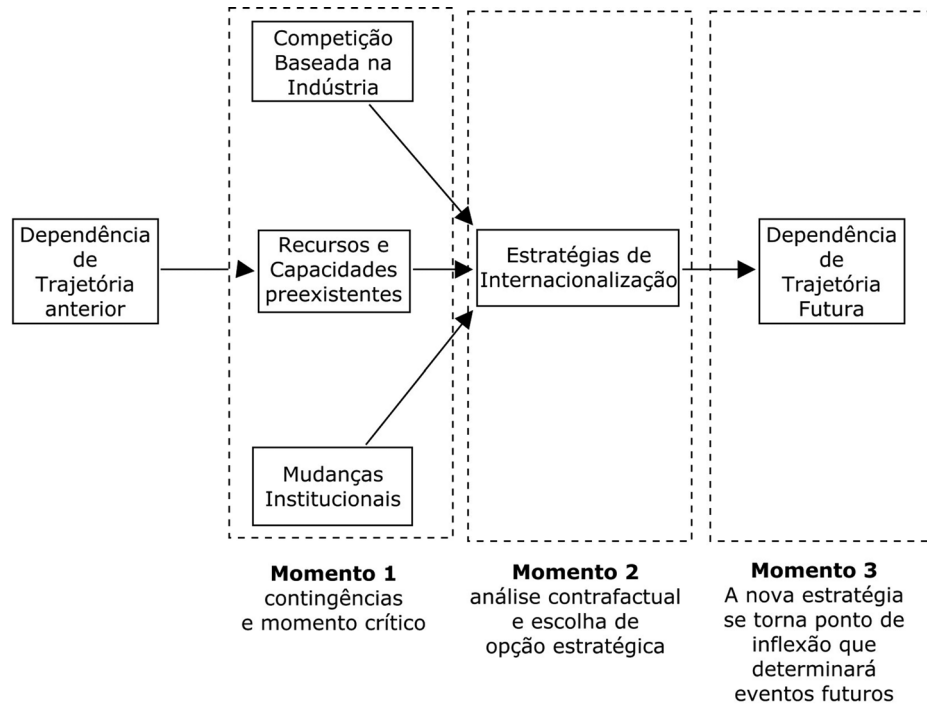 Competição
Baseada na
Indústria
Dependência
de
Trajetória
anterior
Recursos e
Capacidades
preexistentes
Estratégias de
Internacionalização
Dependência
de
Trajetória
Futura
Mudanças
Institucionais
Momento 1
contingências
e momento crítico
Momento 2
análise contrafactual
e escolha de
opção estratégica
Momento 3
A nova estratégia
se torna ponto de
inflexão que
determinará
eventos futuros